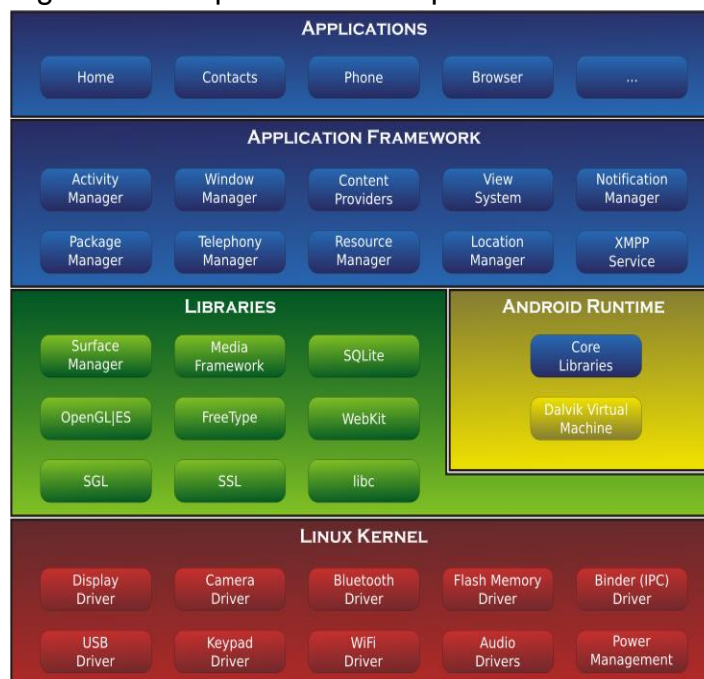 APPLICATIONS
Home Contacts Phone Browser ...
APPLICATION FRAMEWORK
Activity Manager
Window Manager
Content Providers
View System
Notification Manager
Package Manager
Telephony Manager
Resource Manager
Location Manager
XMPP Service
LIBRARIES
Surface Manager
Media Framework
SQLite
OpenGL|ES
FreeType
WebKit
SGL
SSL
libc
ANDROID RUNTIME
Core Libraries
Dalvik Virtual Machine
LINUX KERNEL
Display Driver
Camera Driver
Bluetooth Driver
Flash Memory Driver
Binder (IPC) Driver
USB Driver
Keypad Driver
WiFi Driver
Audio Drivers
Power Management